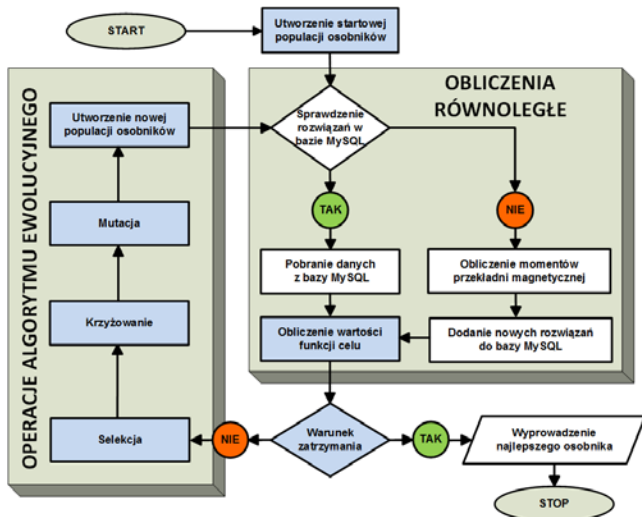 START
Utworzenie startowej
populacji osobników
OPERACJE ALGORYTMU EWOLUCYJNEGO
OBLICZENIA
RÓWNOLEGŁE
Utworzenie nowej
populacji osobników
Sprawdzenie
rozwiązań w
bazie MySQL
TAK
NIE
Mutacja
Pobranie danych
z bazy MySQL
Obliczenie momentów
przekładni magnetycznej
Krzyżowanie
Obliczenie wartości
funkcji celu
Dodanie nowych rozwiązań
do bazy MySQL
Selekcja
NIE
Warunek
zatrzymania
TAK
Wyprowadzenie
najlepszego osobnika
STOP